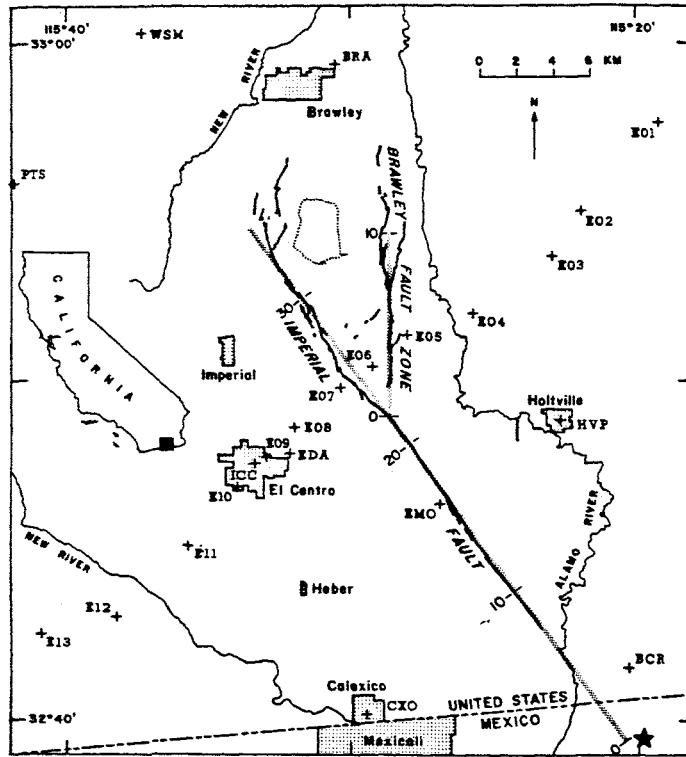 115°40'
115°20'
33°00'
WSM
NEW RIVER
BRA
Brawley
0 2 4 6 KM
N
E01
PTS
BRAWLEY FAULT ZONE
10
E02
E03
CALIFORNIA
IMPERIAL FAULT
E04
E05
E06
Imperial
E07
Holtville
HVP
0
E08
20
E09
EDA
ICC
E10
El Centro
EMO
ALAMO RIVER
E11
NEW RIVER
Heber
10
E12
E13
BCR
Calexico
CXO
UNITED STATES
MEXICO
32°40'
Mexicali
0